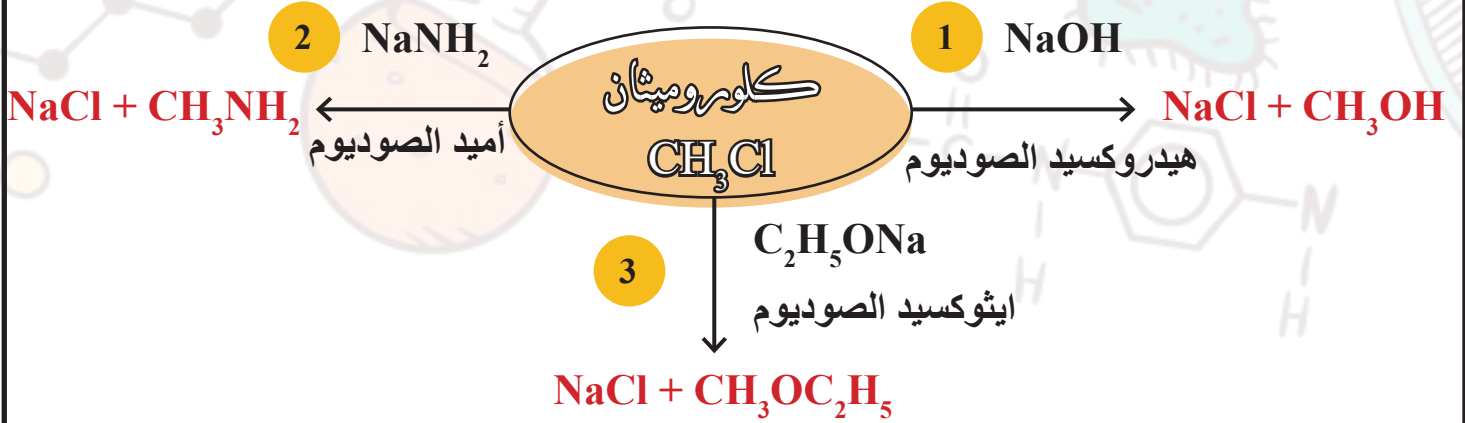 1 NaOH
NaCl + CH₃OH
هيدروكسيد الصوديوم
كلوروميثان
CH₃Cl
2 NaNH₂
NaCl + CH₃NH₂
أميد الصوديوم
3
C₂H₅ONa
ايثوكسيد الصوديوم
NaCl + CH₃OC₂H₅
N
H
N
H
O
C